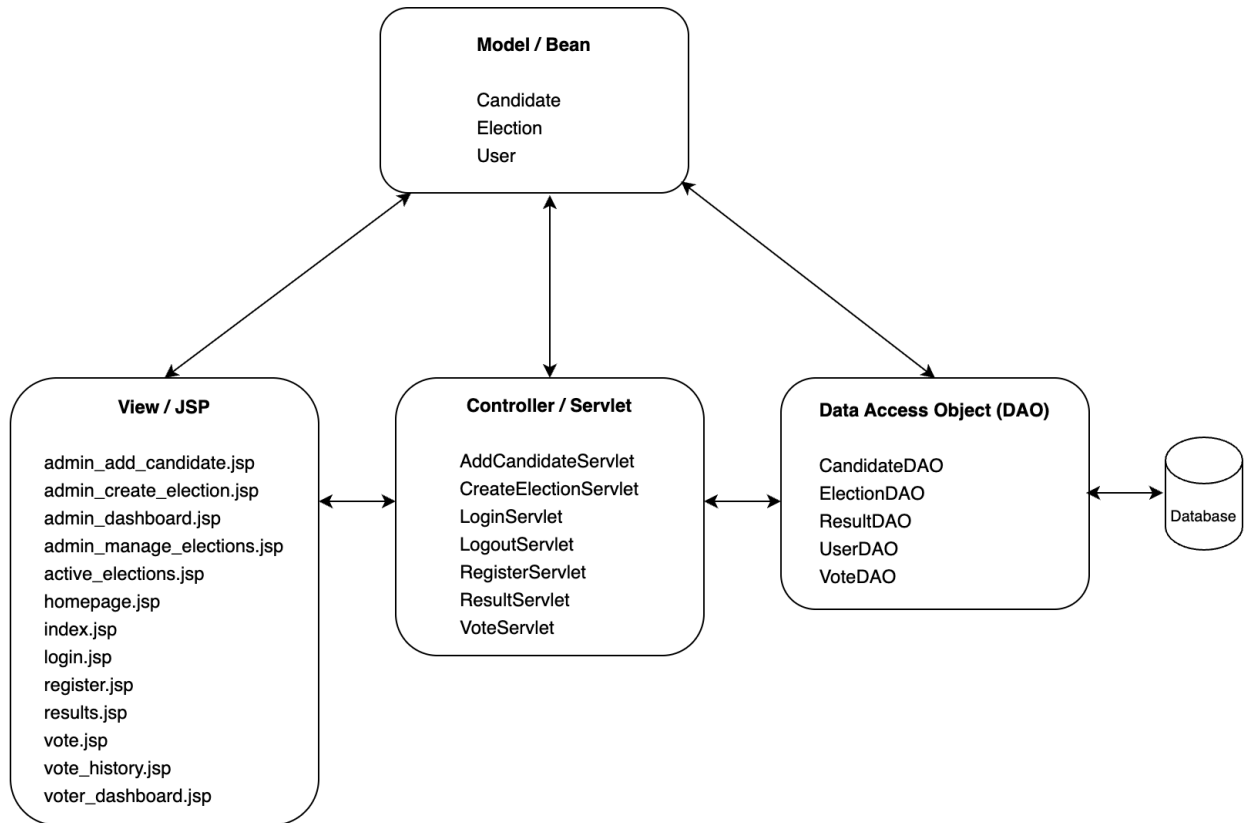 Model / Bean
Candidate
Election
User
View / JSP
admin_add_candidate.jsp
admin_create_election.jsp
admin_dashboard.jsp
admin_manage_elections.jsp
active_elections.jsp
homepage.jsp
index.jsp
login.jsp
register.jsp
results.jsp
vote.jsp
vote_history.jsp
voter_dashboard.jsp
Controller / Servlet
AddCandidateServlet
CreateElectionServlet
LoginServlet
LogoutServlet
RegisterServlet
ResultServlet
VoteServlet
Data Access Object (DAO)
CandidateDAO
ElectionDAO
ResultDAO
UserDAO
VoteDAO
Database